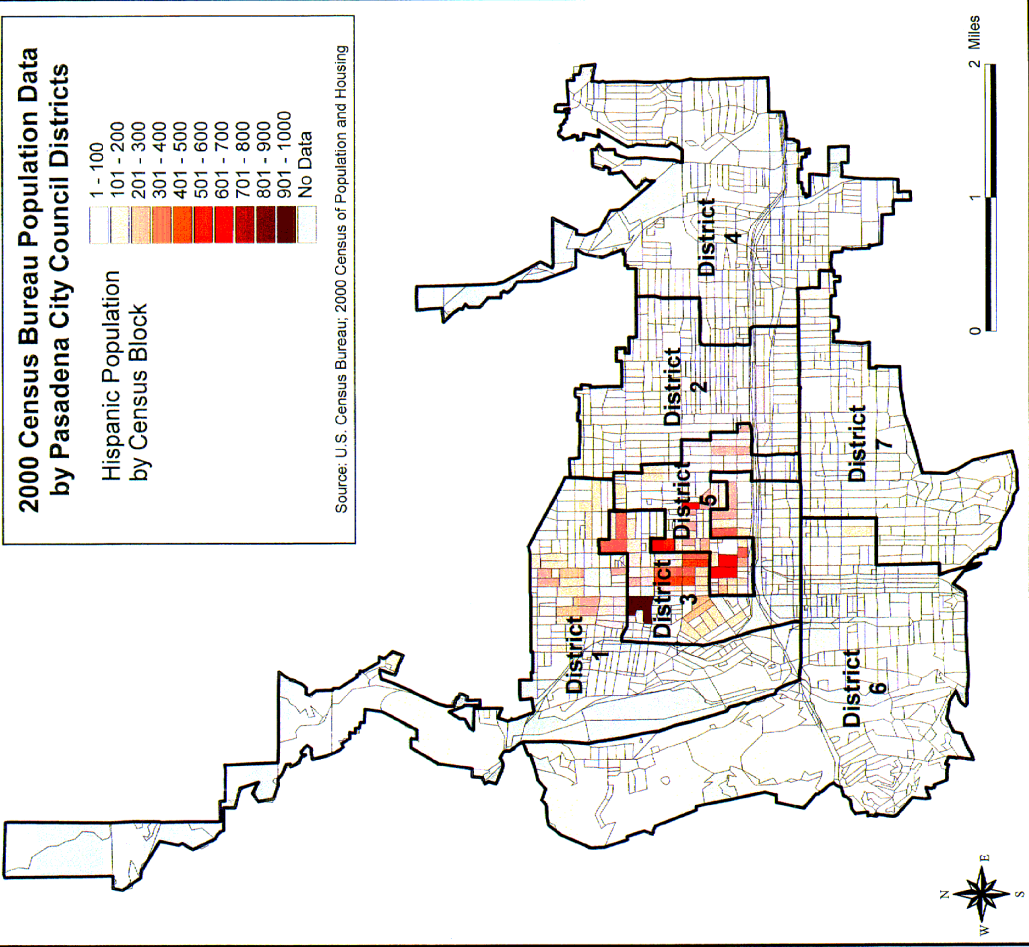 2000 Census Bureau Population Data
by Pasadena City Council Districts
Hispanic Population
by Census Block
1 - 100
101 - 200
201 - 300
301 - 400
401 - 500
501 - 600
601 - 700
701 - 800
801 - 900
901 - 1000
No Data
Source: U.S. Census Bureau; 2000 Census of Population and Housing
District
1
District
2
District
3
District
4
District
5
District
6
District
7
0
1
2 Miles
N
W
E
S